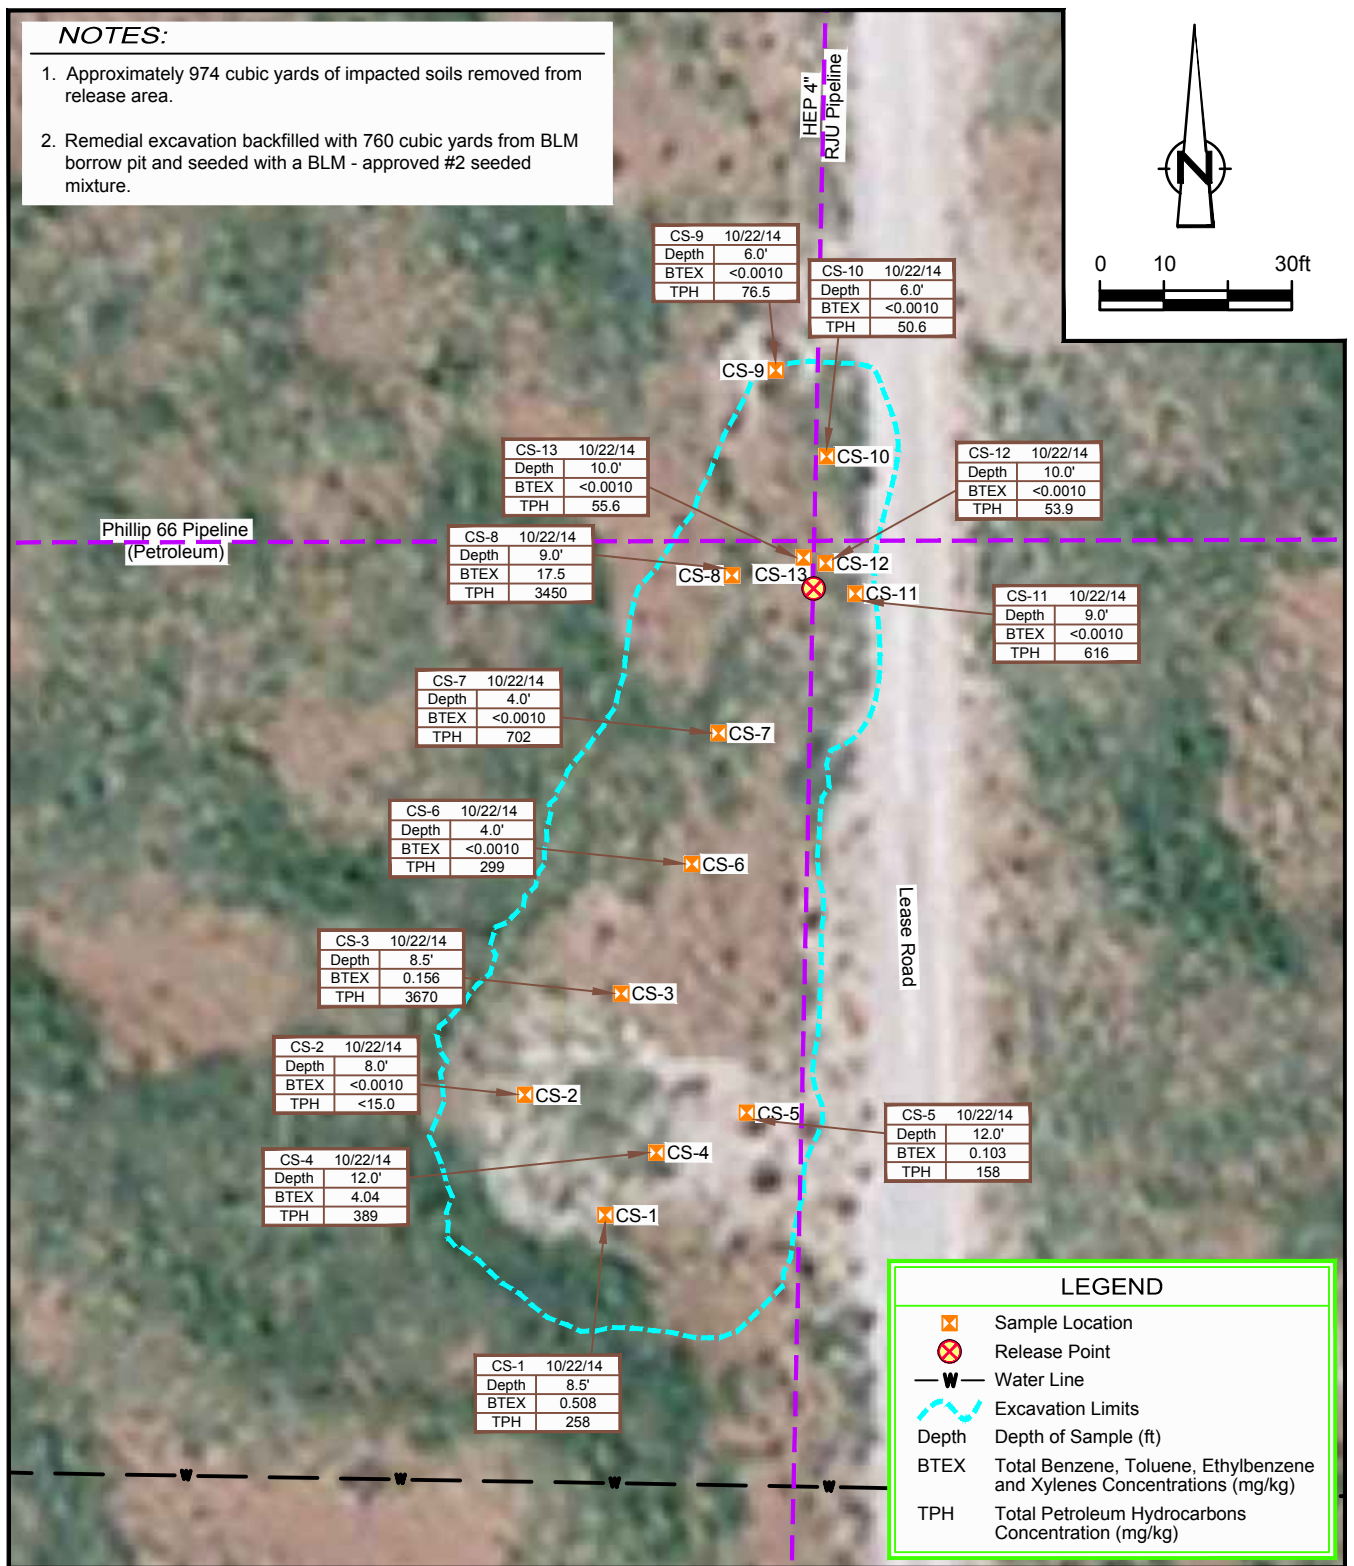 NOTES:
1. Approximately 974 cubic yards of impacted soils removed from
release area.
2. Remedial excavation backfilled with 760 cubic yards from BLM
borrow pit and seeded with a BLM - approved #2 seeded
mixture.
HEP 4"
RJU Pipeline
N
0 10 30ft
CS-9 10/22/14
Depth 6.0'
BTEX <0.0010
TPH 76.5
CS-10 10/22/14
Depth 6.0'
BTEX <0.0010
TPH 50.6
CS-9
CS-10
CS-13 10/22/14
Depth 10.0'
BTEX <0.0010
TPH 55.6
CS-12 10/22/14
Depth 10.0'
BTEX <0.0010
TPH 53.9
Phillip 66 Pipeline
(Petroleum)
CS-8 10/22/14
Depth 9.0'
BTEX 17.5
TPH 3450
CS-8
CS-13
CS-12
CS-11
CS-11 10/22/14
Depth 9.0'
BTEX <0.0010
TPH 616
CS-7 10/22/14
Depth 4.0'
BTEX <0.0010
TPH 702
CS-7
CS-6 10/22/14
Depth 4.0'
BTEX <0.0010
TPH 299
CS-6
Lease Road
CS-3 10/22/14
Depth 8.5'
BTEX 0.156
TPH 3670
CS-3
CS-2 10/22/14
Depth 8.0'
BTEX <0.0010
TPH <15.0
CS-2
CS-5
CS-5 10/22/14
Depth 12.0'
BTEX 0.103
TPH 158
CS-4 10/22/14
Depth 12.0'
BTEX 4.04
TPH 389
CS-4
CS-1
CS-1 10/22/14
Depth 8.5'
BTEX 0.508
TPH 258
W W W W
LEGEND
Sample Location
Release Point
W Water Line
Excavation Limits
Depth Depth of Sample (ft)
BTEX Total Benzene, Toluene, Ethylbenzene
and Xylenes Concentrations (mg/kg)
TPH Total Petroleum Hydrocarbons
Concentration (mg/kg)